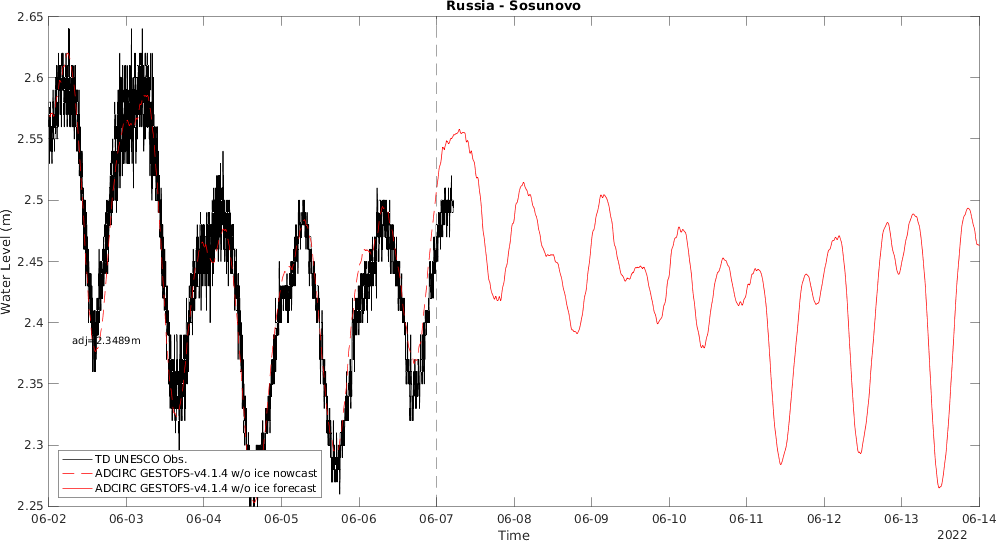 Russia - Sosunovo
2.65
2.6
2.55
2.5
2.45
2.4
2.35
2.3
2.25
Water Level (m)
adj=2.3489m
TD UNESCO Obs.
ADCIRC GESTOFS-v4.1.4 w/o ice nowcast
ADCIRC GESTOFS-v4.1.4 w/o ice forecast
06-02 06-03 06-04 06-05 06-06 06-07 06-08 06-09 06-10 06-11 06-12 06-13 06-14
Time
2022